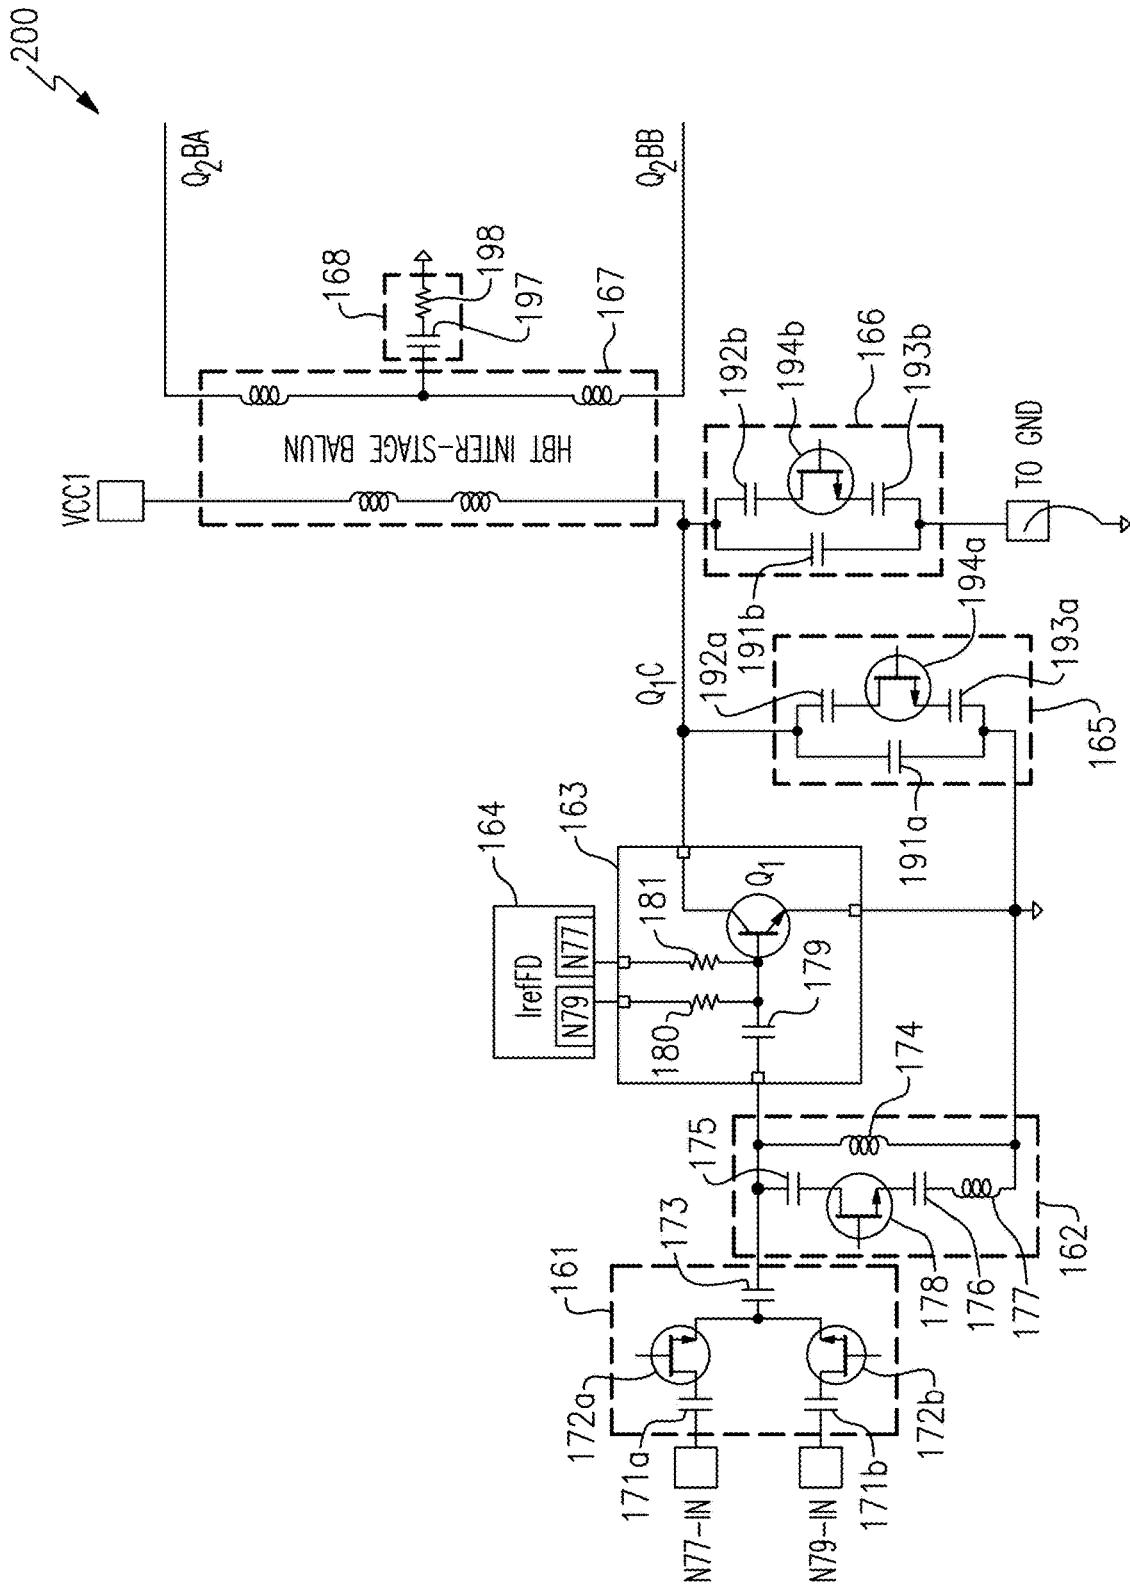 200
Q2BA
Q2BB
168
198
197
167
VCC1
HBT INTER-STAGE BALUN
192b
194b
166
193b
191b
TO GND
Q1C
192a
194a
193a
165
191a
164
163
IrefFD
N79
N77
181
180
Q1
179
174
175
173
161
162
178
176
177
172a
171a
172b
171b
N77-IN
N79-IN